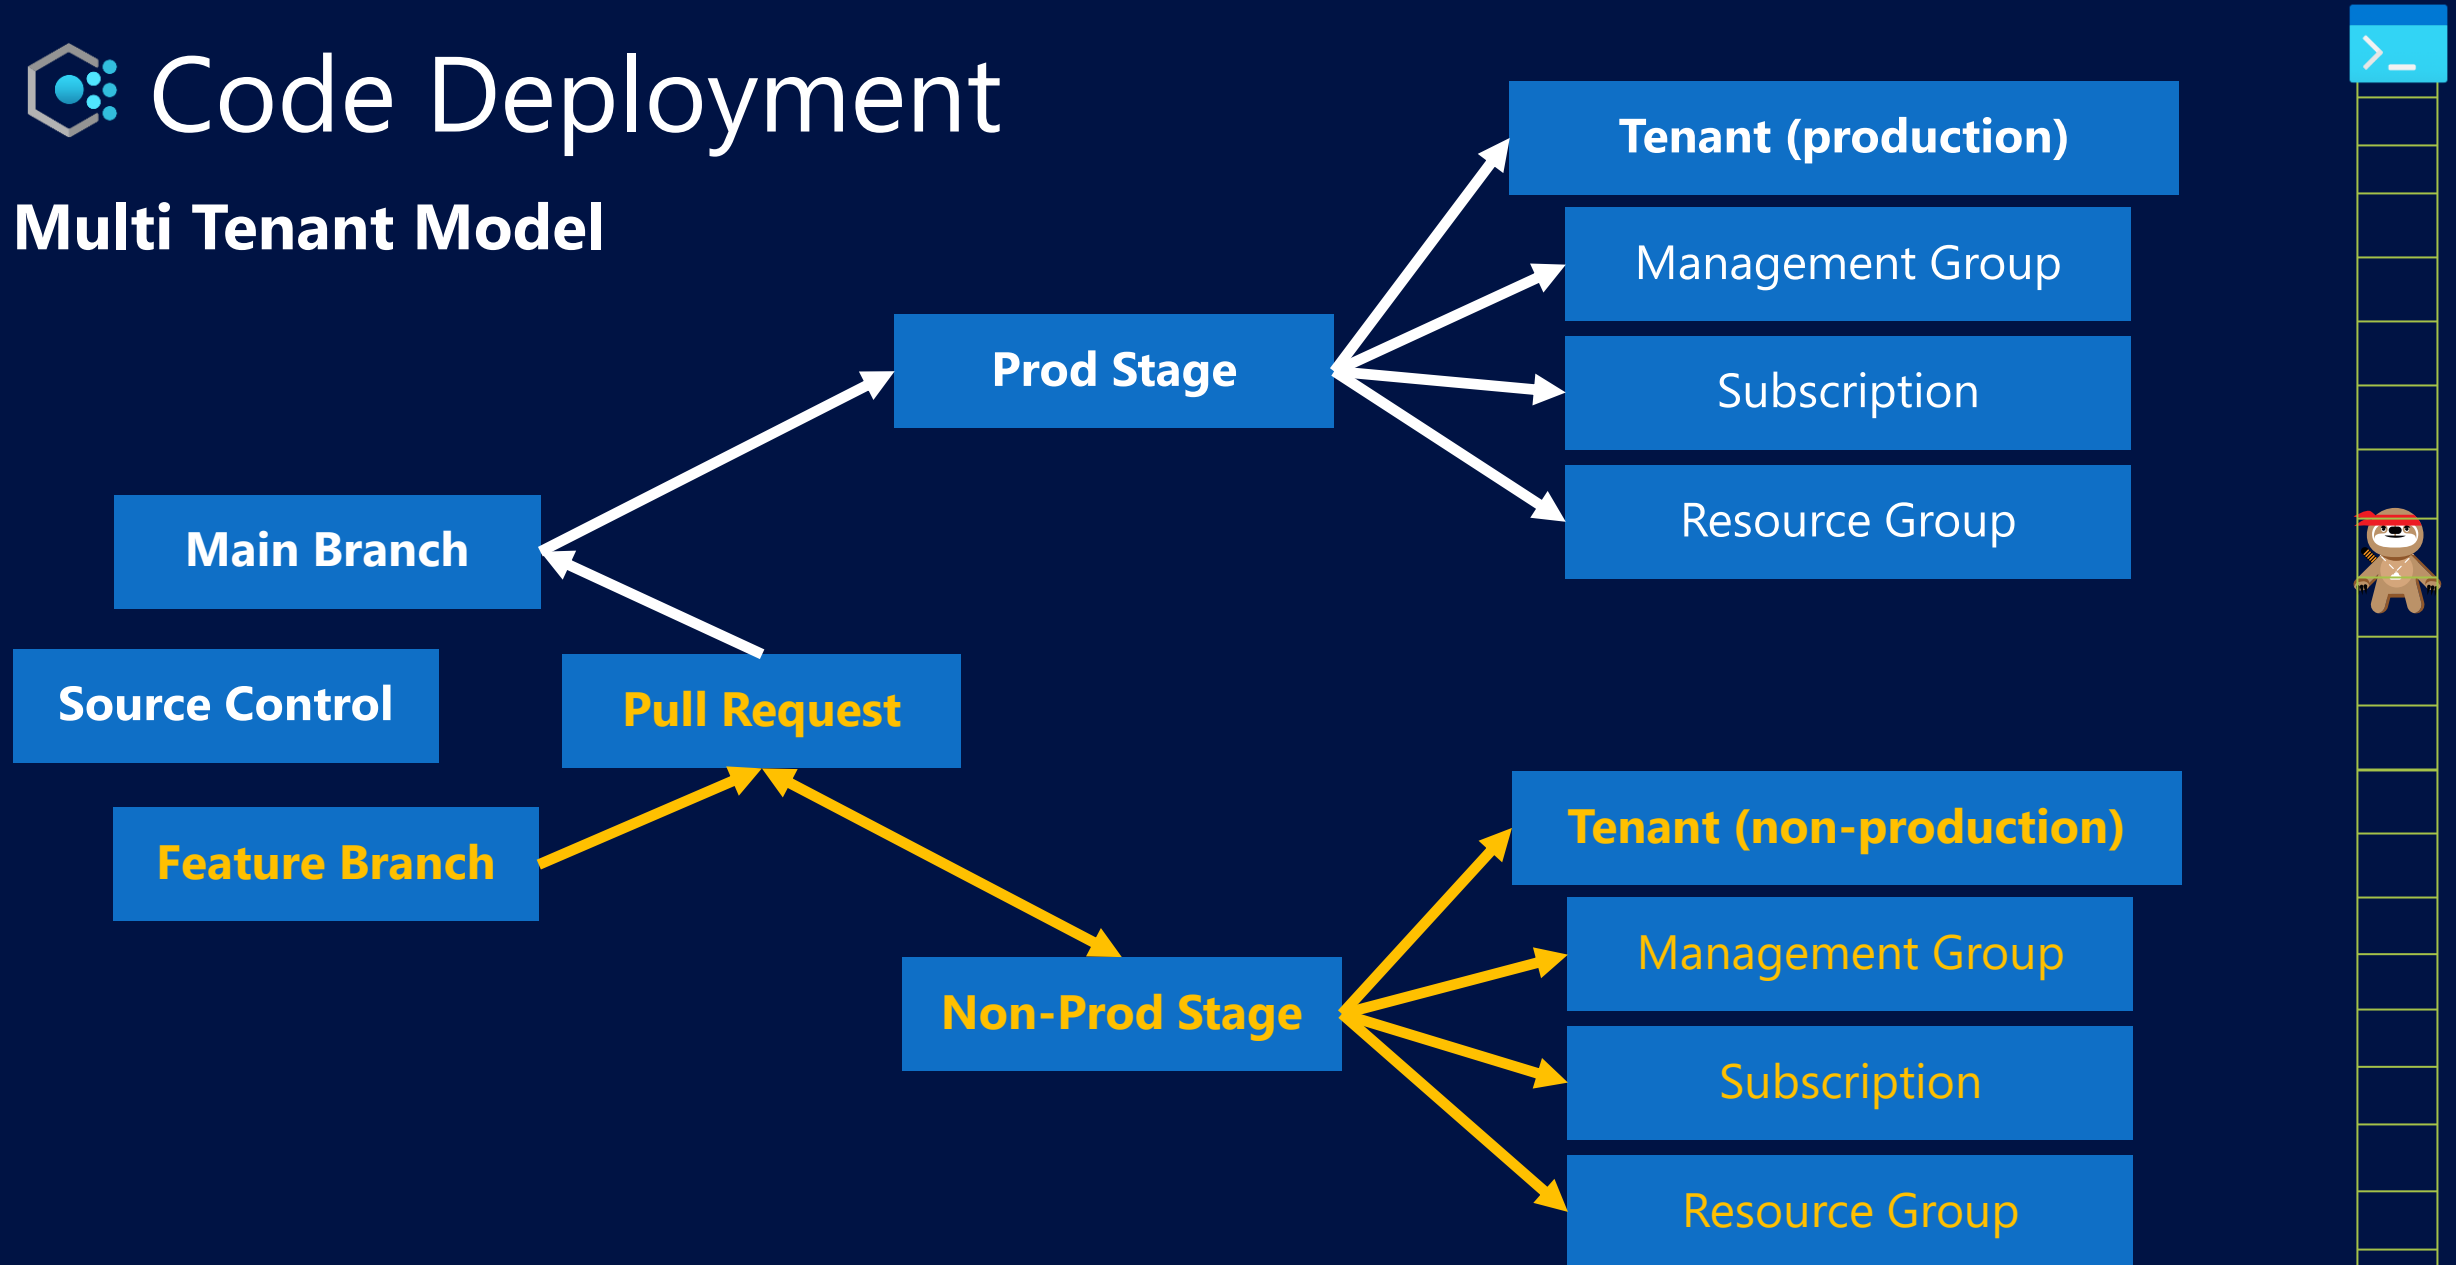 Code Deployment
Multi Tenant Model
Tenant (production)
Management Group
Subscription
Resource Group
Prod Stage
Main Branch
Source Control
Pull Request
Feature Branch
Non-Prod Stage
Tenant (non-production)
Management Group
Subscription
Resource Group